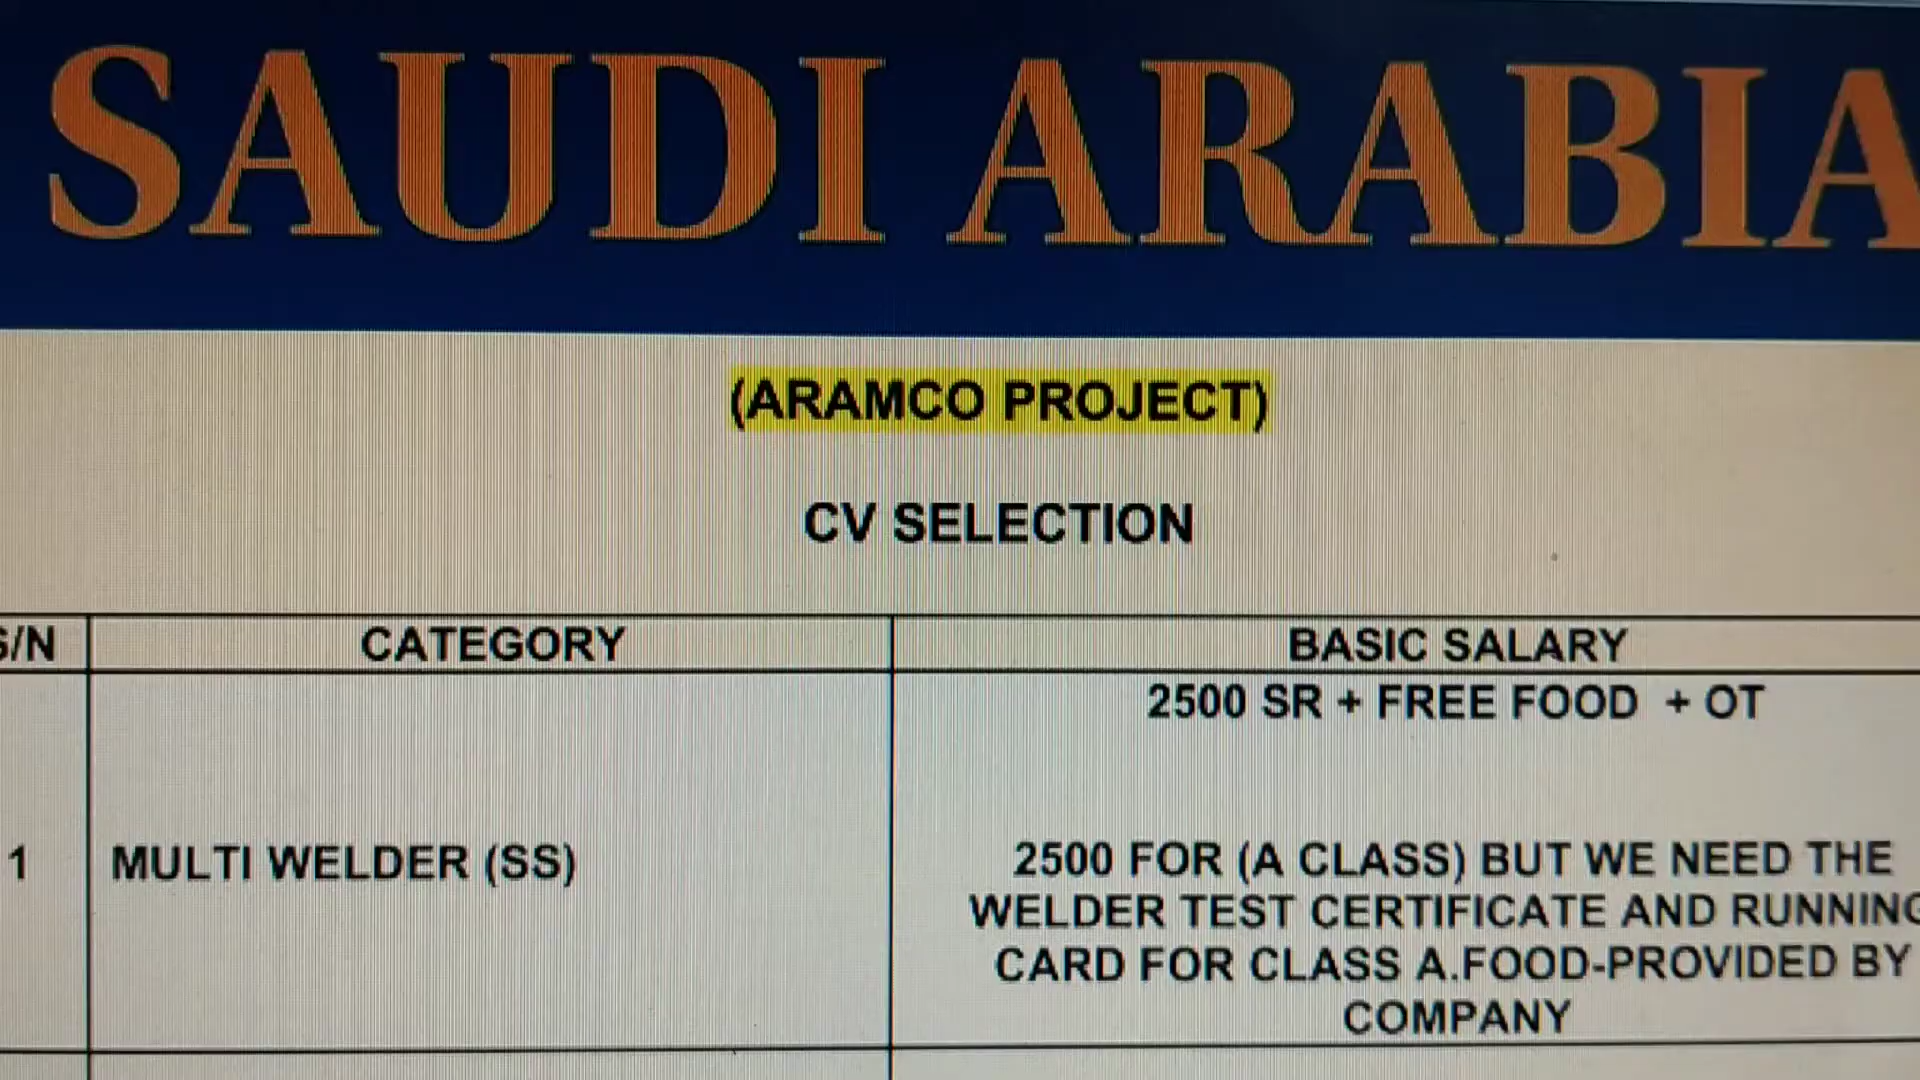 SAUDI ARABIA
(ARAMCO PROJECT)
CV SELECTION
S/N CATEGORY BASIC SALARY
2500 SR + FREE FOOD + OT
1 MULTI WELDER (SS)
2500 FOR (A CLASS) BUT WE NEED THE
WELDER TEST CERTIFICATE AND RUNNING
CARD FOR CLASS A.FOOD-PROVIDED BY
COMPANY